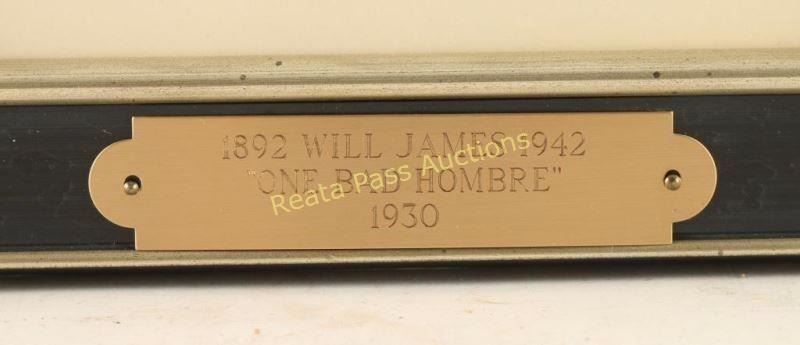 1892 WILL JAMES 1942
"ONE BAD HOMBRE"
1930
Reata Pass Auctions